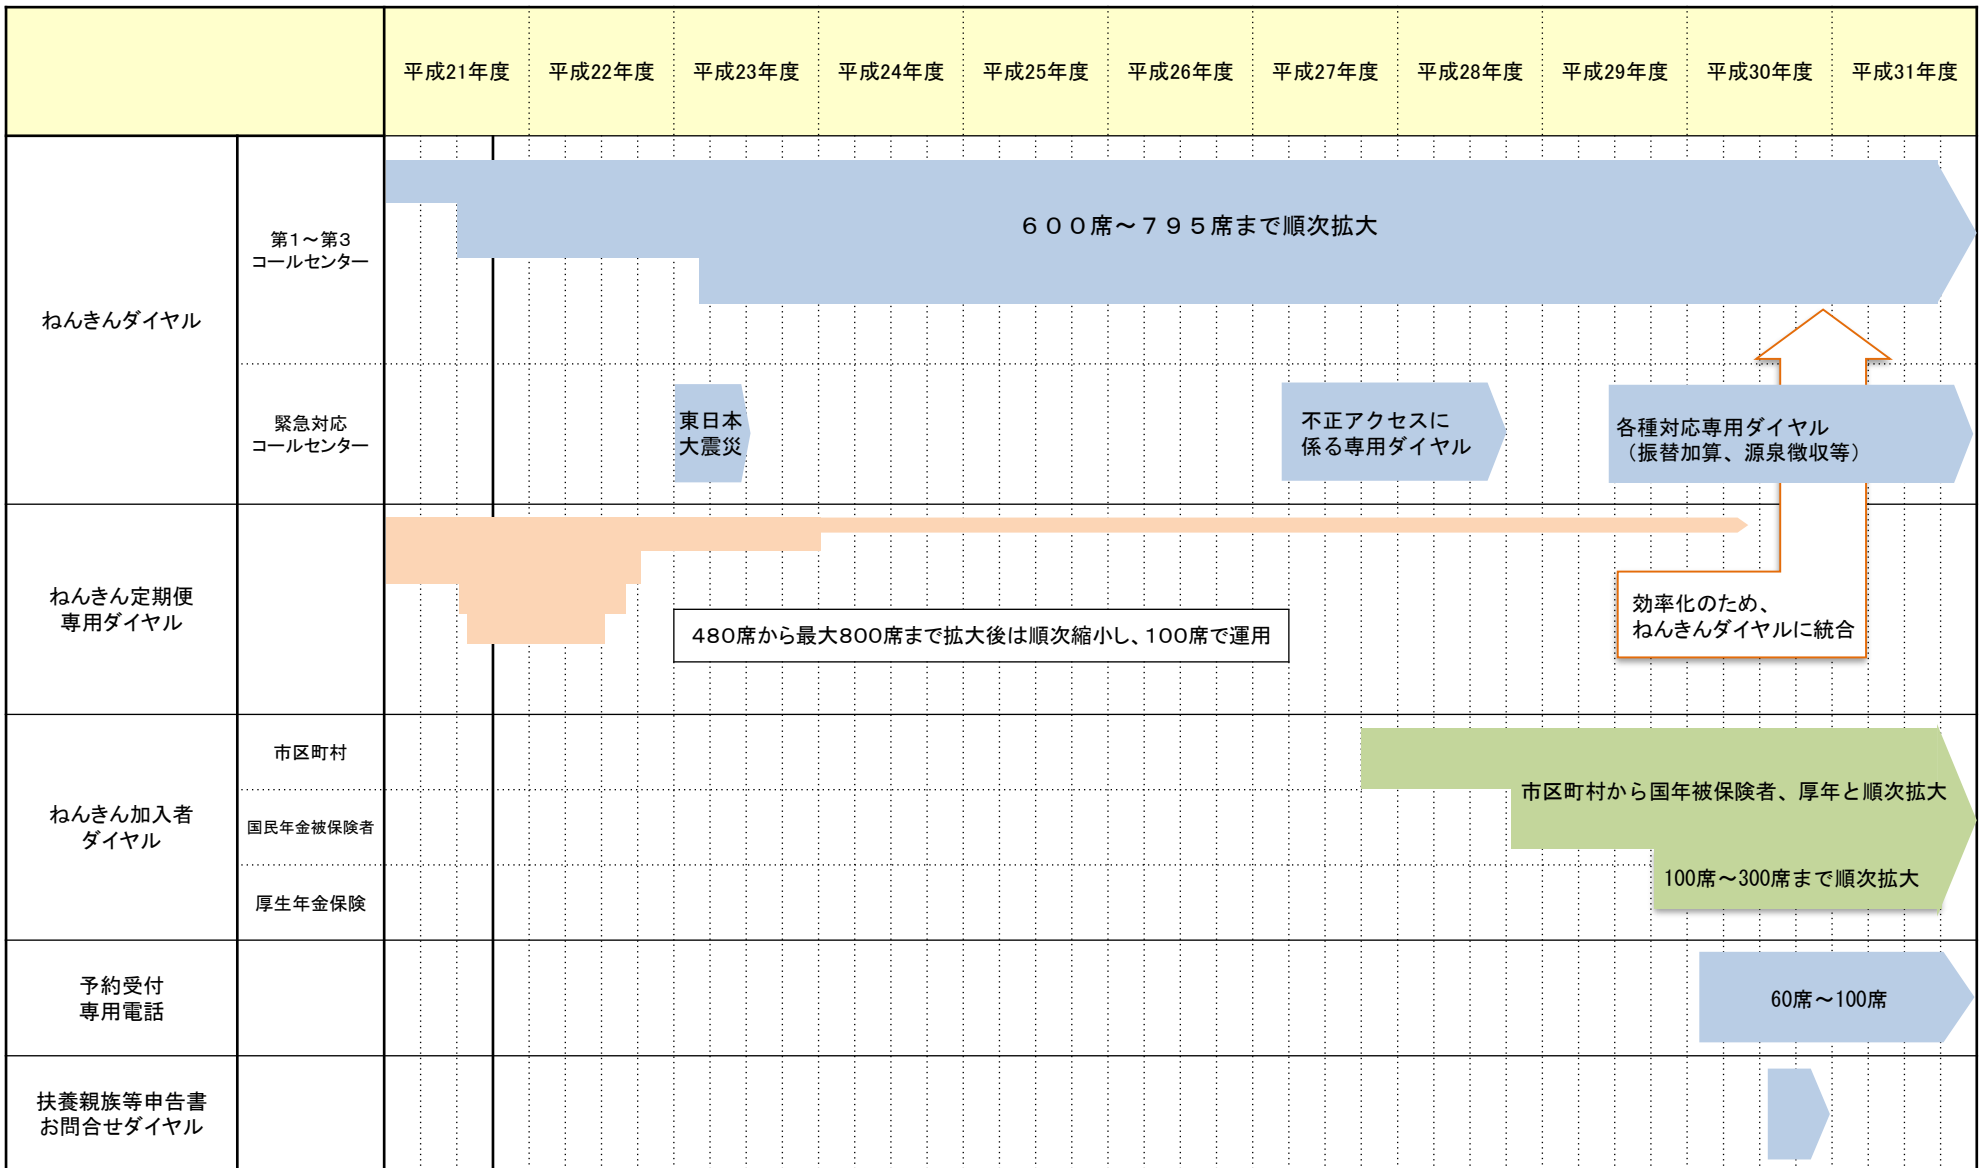 平成21年度 平成22年度 平成23年度 平成24年度 平成25年度 平成26年度 平成27年度 平成28年度 平成29年度 平成30年度 平成31年度
ねんきんダイヤル
第1～第3
コールセンター
６００席～７９５席まで順次拡大
緊急対応
コールセンター
東日本
大震災
不正アクセスに
係る専用ダイヤル
各種対応専用ダイヤル
（振替加算、源泉徴収等）
ねんきん定期便
専用ダイヤル
480席から最大800席まで拡大後は順次縮小し、100席で運用
効率化のため、
ねんきんダイヤルに統合
ねんきん加入者
ダイヤル
市区町村
国民年金被保険者
厚生年金保険
市区町村から国年被保険者、厚年と順次拡大
100席～300席まで順次拡大
予約受付
専用電話
60席～100席
扶養親族等申告書
お問合せダイヤル